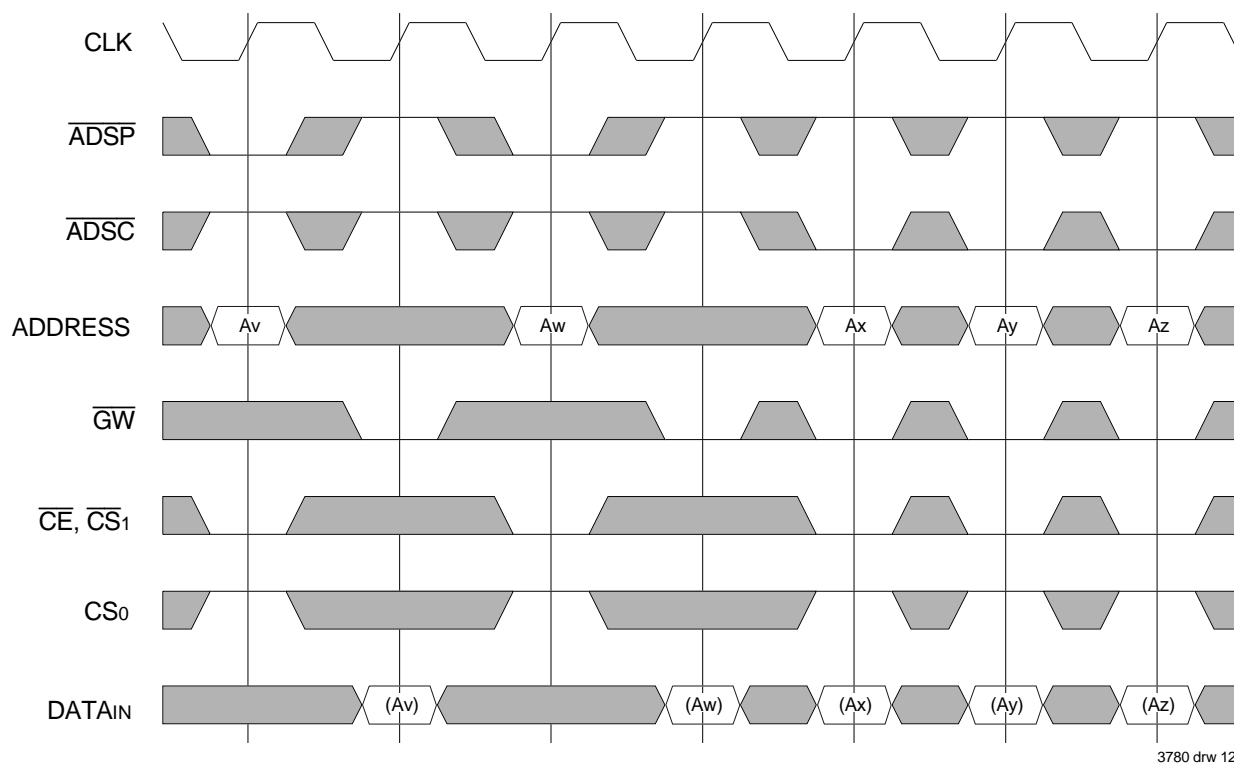 CLK
ADSP
ADSC
ADDRESS Av Aw Ax Ay Az
GW
CE, CS1
CS0
DATAIN (Av) (Aw) (Ax) (Ay) (Az)
3780 drw 12